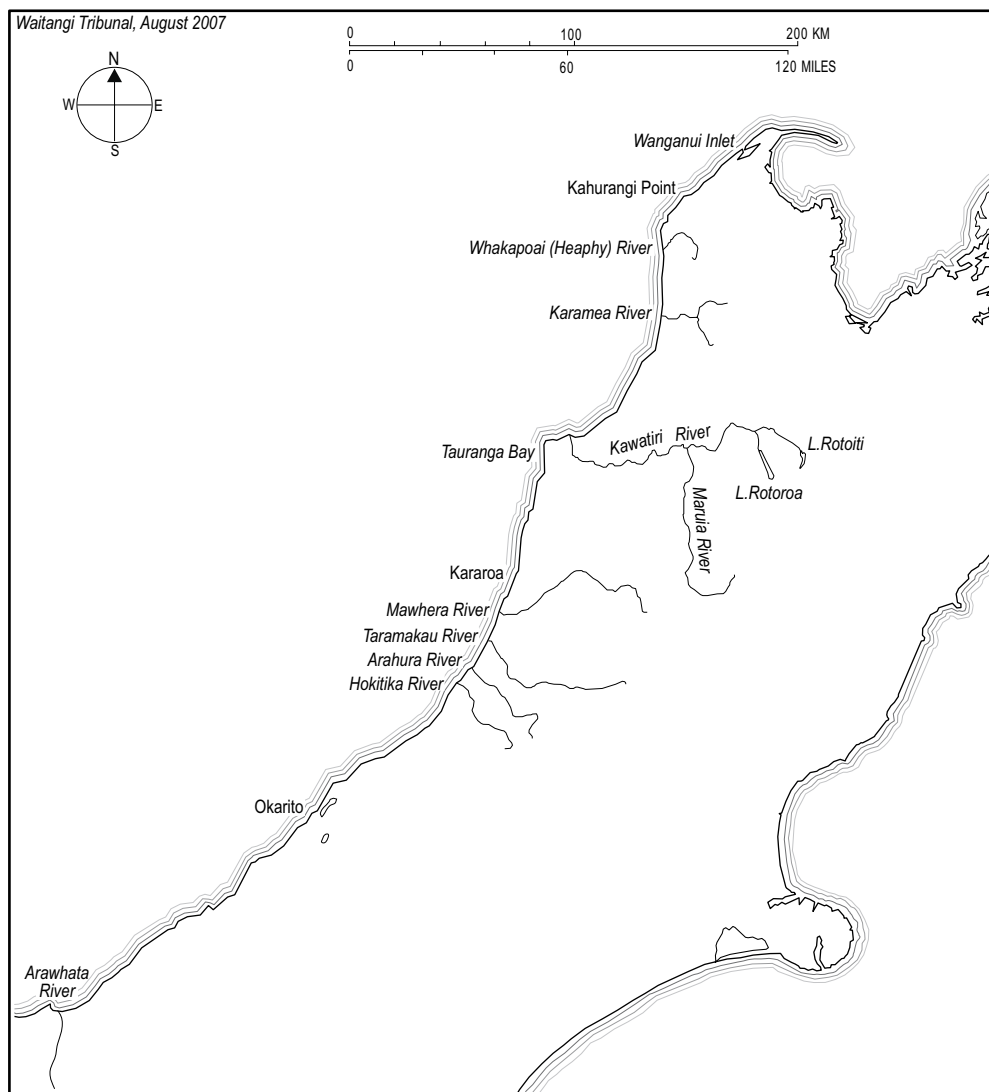 Waitangi Tribunal, August 2007
0 100 200 KM
0 60 120 MILES
N
W E
S
Wanganui Inlet
Kahurangi Point
Whakapoai (Heaphy) River
Karamea River
Tauranga Bay
Kawatiri River
L.Rotoiti
L.Rotoroa
Maruia River
Kararoa
Mawhera River
Taramakau River
Arahura River
Hokitika River
Okarito
Arawhata
River